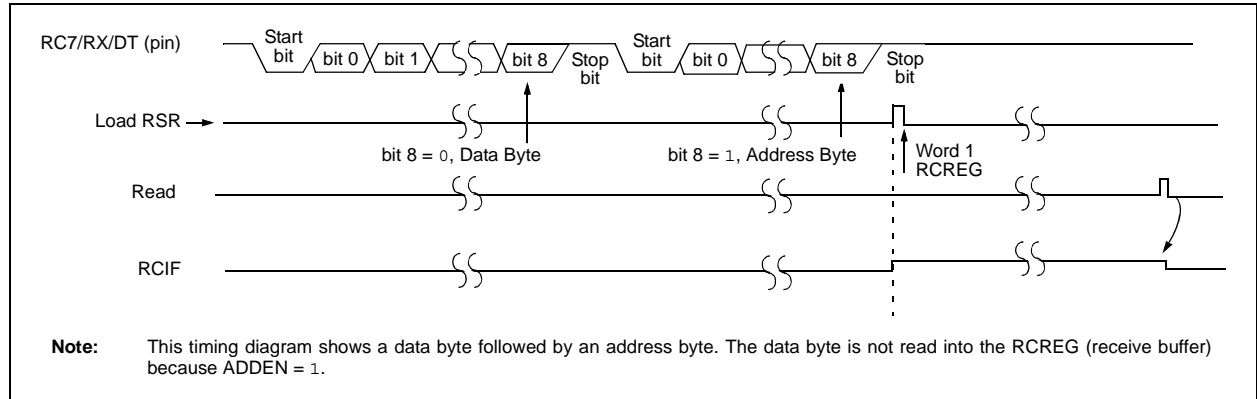 RC7/RX/DT (pin)
Start bit
bit 0
bit 1
bit 8
Stop bit
Start bit
bit 0
bit 8
Stop bit
Load RSR
bit 8 = 0, Data Byte
bit 8 = 1, Address Byte
Word 1
RCREG
Read
RCIF
Note: This timing diagram shows a data byte followed by an address byte. The data byte is not read into the RCREG (receive buffer)
because ADDEN = 1.